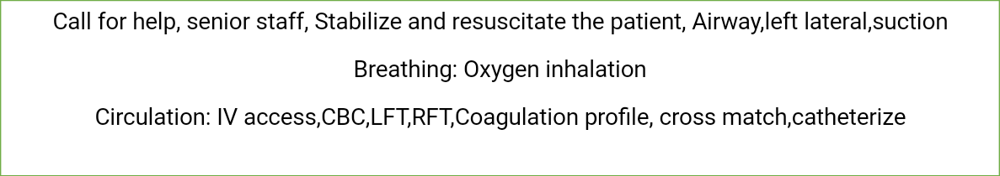 Call for help, senior staff, Stabilize and resuscitate the patient, Airway,left lateral,suction
Breathing: Oxygen inhalation
Circulation: IV access,CBC,LFT,RFT,Coagulation profile, cross match,catheterize